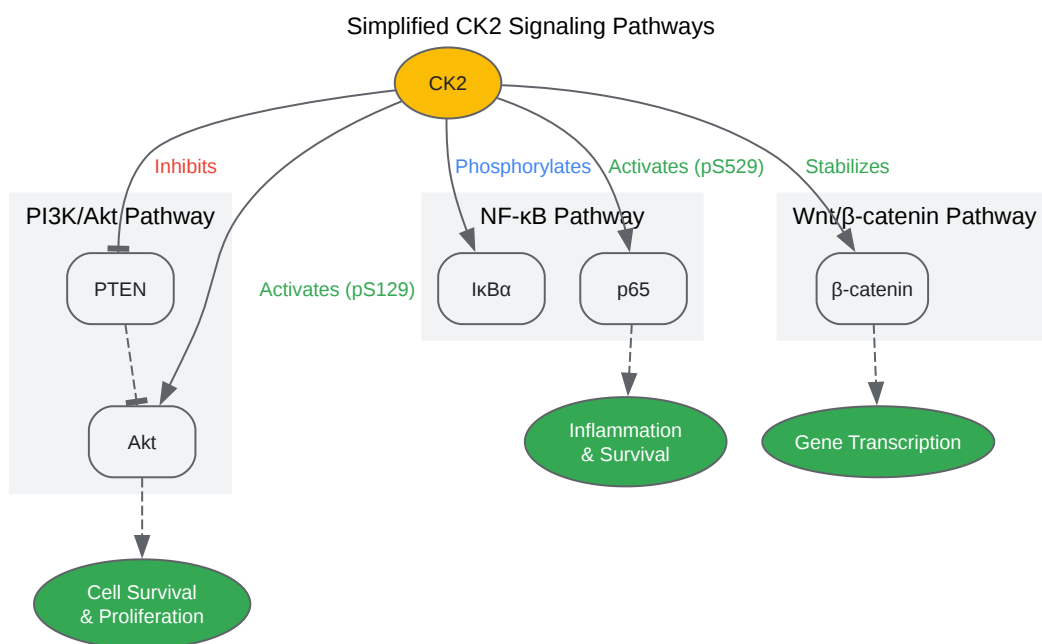 Simplified CK2 Signaling Pathways
CK2
Inhibits
Phosphorylates
Activates (pS529)
Stabilizes
PI3K/Akt Pathway
NF-κB Pathway
Wnt/β-catenin Pathway
PTEN
Activates (pS129)
IκBα
p65
β-catenin
Akt
Inflammation
& Survival
Gene Transcription
Cell Survival
& Proliferation